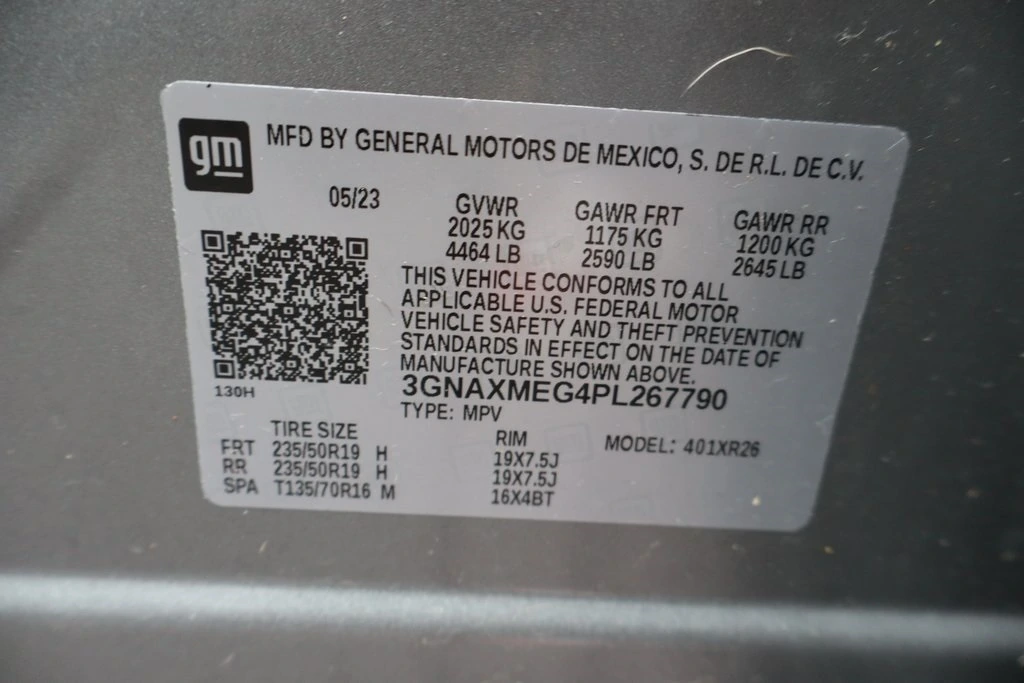 gm MFD BY GENERAL MOTORS DE MEXICO, S. DE R.L. DE C.V.
05/23 GVWR GAWR FRT GAWR RR
2025 KG 1175 KG 1200 KG
4464 LB 2590 LB 2645 LB
THIS VEHICLE CONFORMS TO ALL
APPLICABLE U.S. FEDERAL MOTOR
VEHICLE SAFETY AND THEFT PREVENTION
STANDARDS IN EFFECT ON THE DATE OF
MANUFACTURE SHOWN ABOVE.
130H 3GNAXMEG4PL267790
TYPE: MPV
TIRE SIZE RIM MODEL: 401XR26
FRT 235/50R19 H 19X7.5J
RR 235/50R19 H 19X7.5J
SPA T135/70R16 M 16X4BT